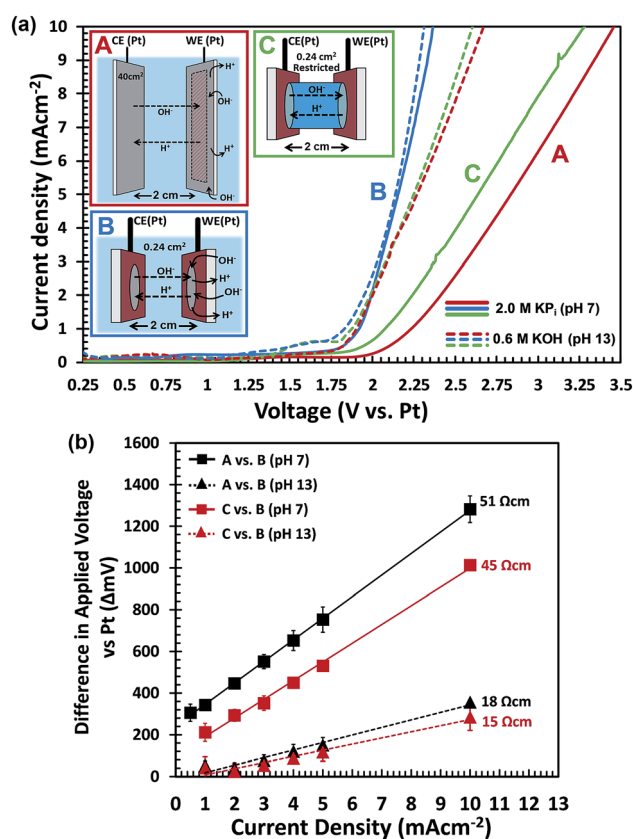 (a)
A
CE (Pt) WE(Pt)
40cm²
H⁺
OH⁻
OH⁻
H⁺
H⁺
OH⁻
2 cm
B
CE(Pt) WE(Pt)
0.24 cm²
OH⁻
OH⁻
H⁺
OH⁻
H⁺
H⁺
2 cm
C
CE(Pt) WE(Pt)
0.24 cm²
Restricted
OH⁻
H⁺
2 cm
B
C
A
2.0 M KPᵢ (pH 7)
0.6 M KOH (pH 13)
Current density (mAcm⁻²)
10
9
8
7
6
5
4
3
2
1
0
0.25 0.5 0.75 1 1.25 1.5 1.75 2 2.25 2.5 2.75 3 3.25 3.5
Voltage (V vs. Pt)
(b)
A vs. B (pH 7)
A vs. B (pH 13)
C vs. B (pH 7)
C vs. B (pH 13)
51 Ωcm
45 Ωcm
18 Ωcm
15 Ωcm
Difference in Applied Voltage
vs Pt (ΔmV)
1600
1400
1200
1000
800
600
400
200
0
0 1 2 3 4 5 6 7 8 9 10 11 12 13
Current Density (mAcm⁻²)